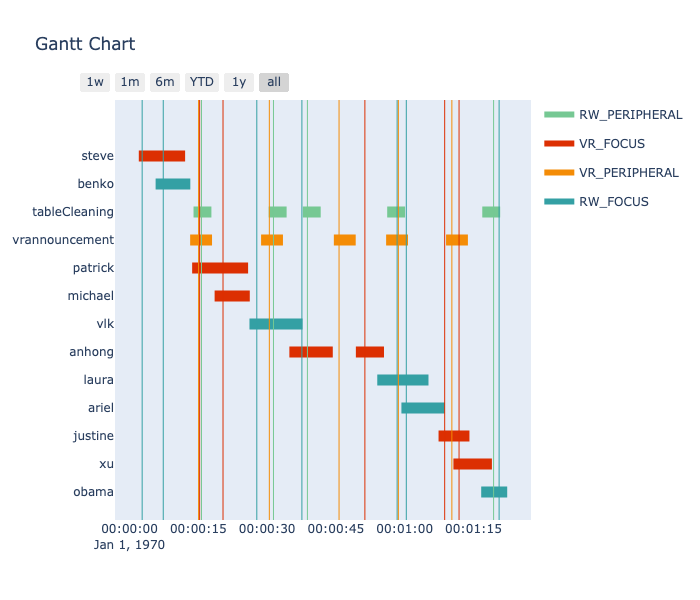 Gantt Chart
1w 1m 6m YTD 1y all
RW_PERIPHERAL
VR_FOCUS
VR_PERIPHERAL
RW_FOCUS
steve
benko
tableCleaning
vrannouncement
patrick
michael
vlk
anhong
laura
ariel
justine
xu
obama
00:00:00 00:00:15 00:00:30 00:00:45 00:01:00 00:01:15
Jan 1, 1970